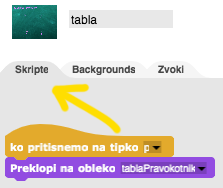 tabla
Skripte Backgrounds Zvoki
ko pritisnemo na tipko p
Preklopi na obleko tablaPravokotnik